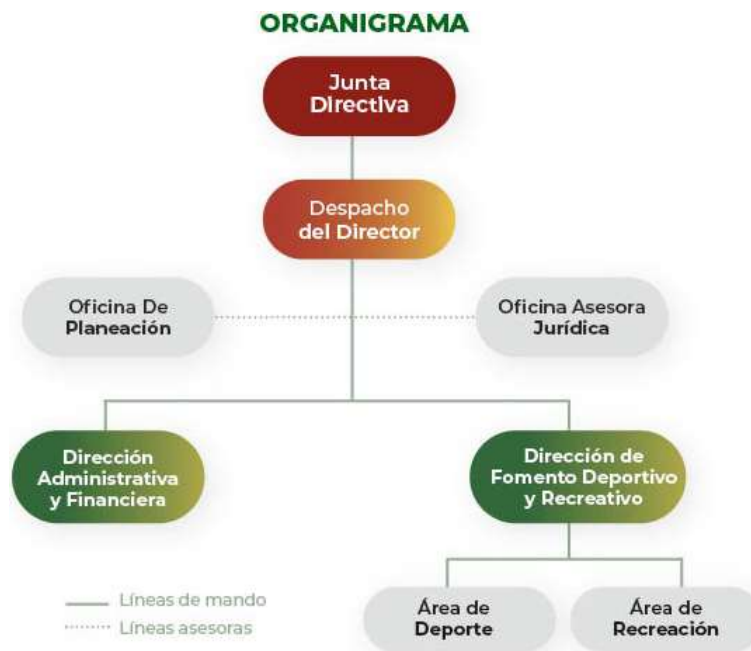 ORGANIGRAMA
Junta
Directiva
Despacho
del Director
Oficina De
Planeación
Oficina Asesora
Jurídica
Dirección
Administrativa
y Financiera
Dirección de
Fomento Deportivo
y Recreativo
Líneas de mando
Líneas asesoras
Área de
Deporte
Área de
Recreación